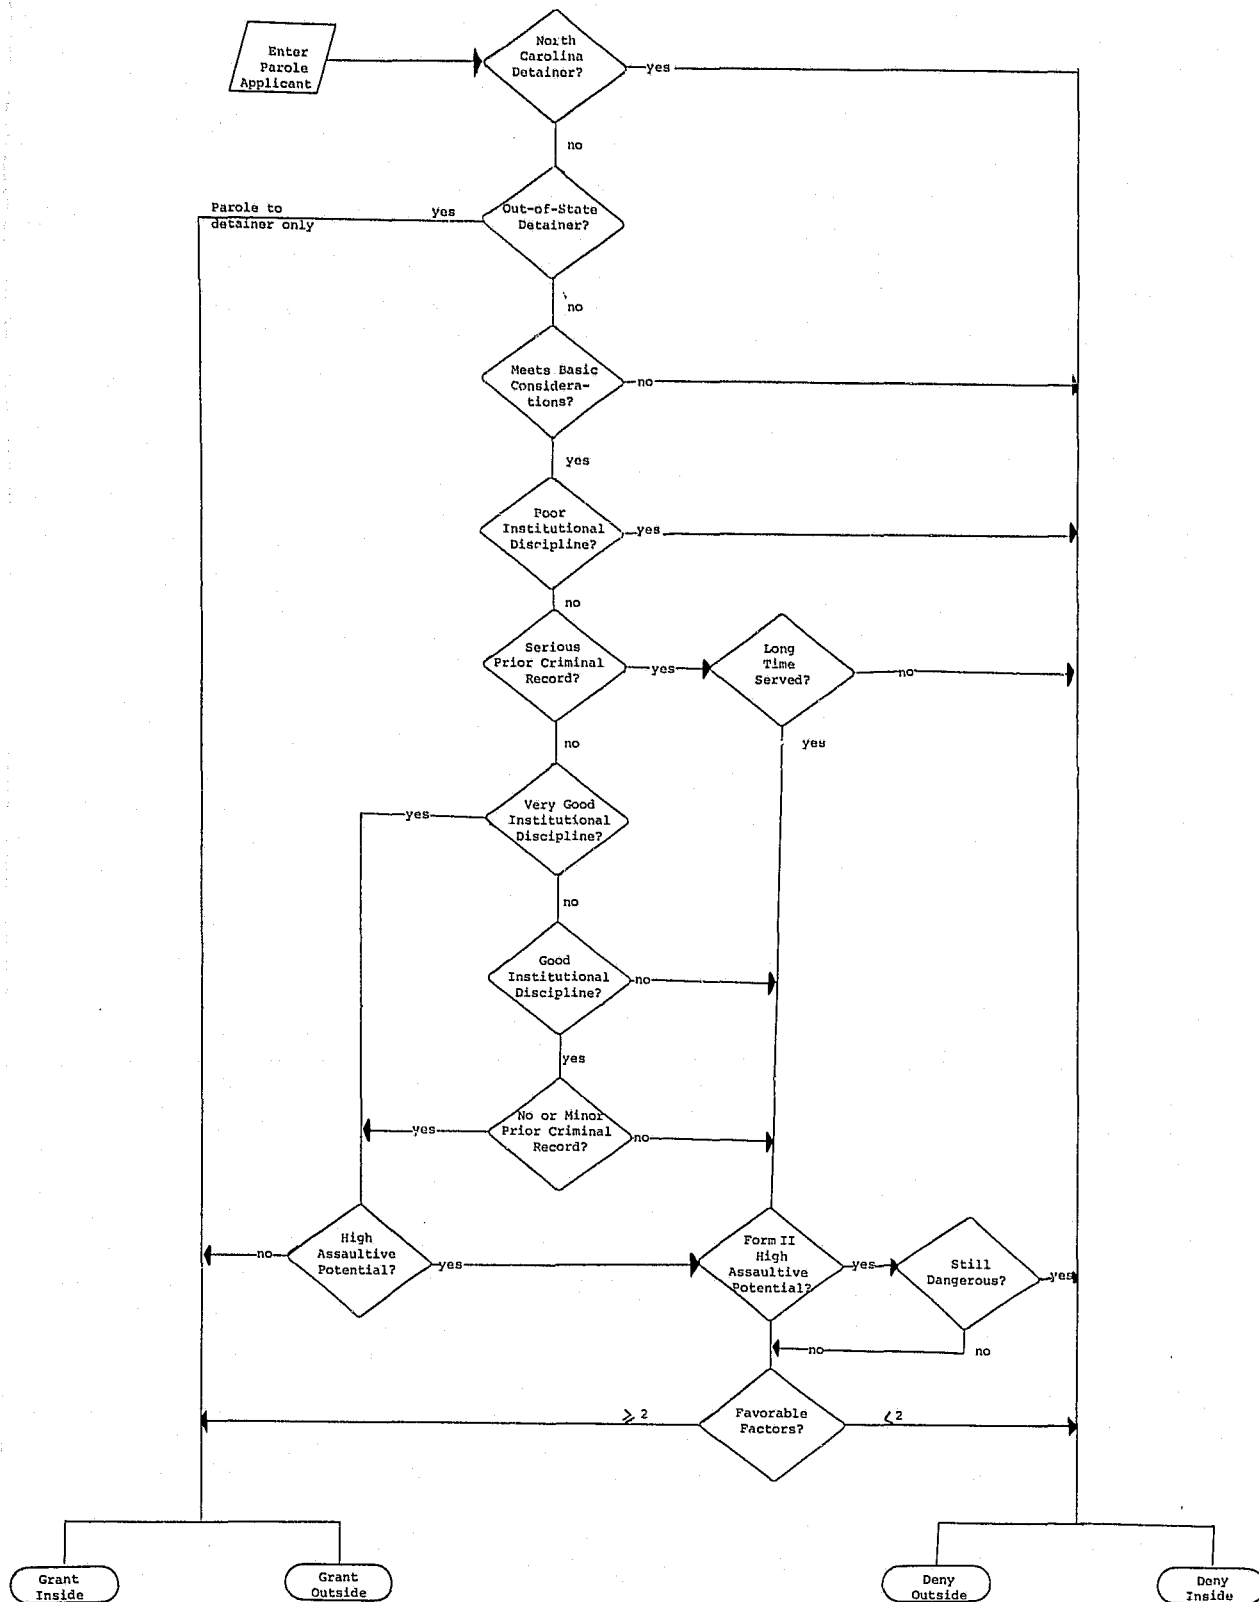 Enter
Parole
Applicant
North
Carolina
Detainer?
yes
no
Parole to
detainer only
yes
Out-of-State
Detainer?
no
Meets Basic
Considera-
tions?
no
yes
Poor
Institutional
Discipline?
yes
no
Serious
Prior Criminal
Record?
yes
Long
Time
Served?
no
no
yes
yes
Very Good
Institutional
Discipline?
no
Good
Institutional
Discipline?
no
yes
yes
No or Minor
Prior Criminal
Record?
no
no
High
Assaultive
Potential?
yes
Form II
High
Assaultive
Potential?
yes
Still
Dangerous?
yes
no
no
⩾ 2
Favorable
Factors?
<2
Grant
Inside
Grant
Outside
Deny
Outside
Deny
Inside